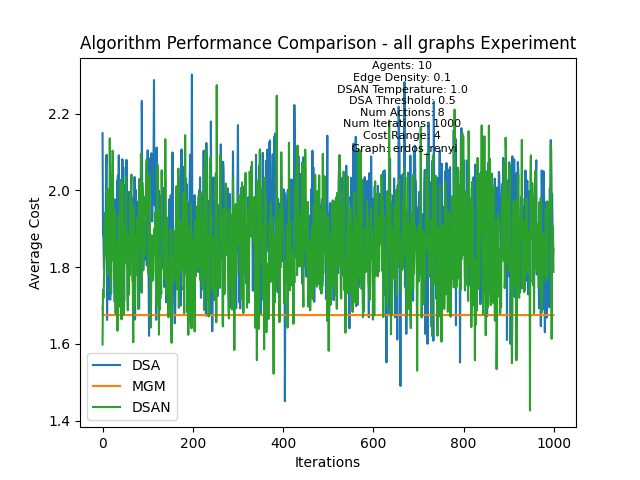 Algorithm Performance Comparison - all graphs Experiment
Agents: 10
Edge Density: 0.1
DSAN Temperature: 1.0
DSA Threshold: 0.5
Num Actions: 8
Num Iterations: 1000
Cost Range: 4
Graph: erdos_renyi
2.2
2.0
1.8
1.6
1.4
Average Cost
DSA
MGM
DSAN
0
200
400
600
800
1000
Iterations